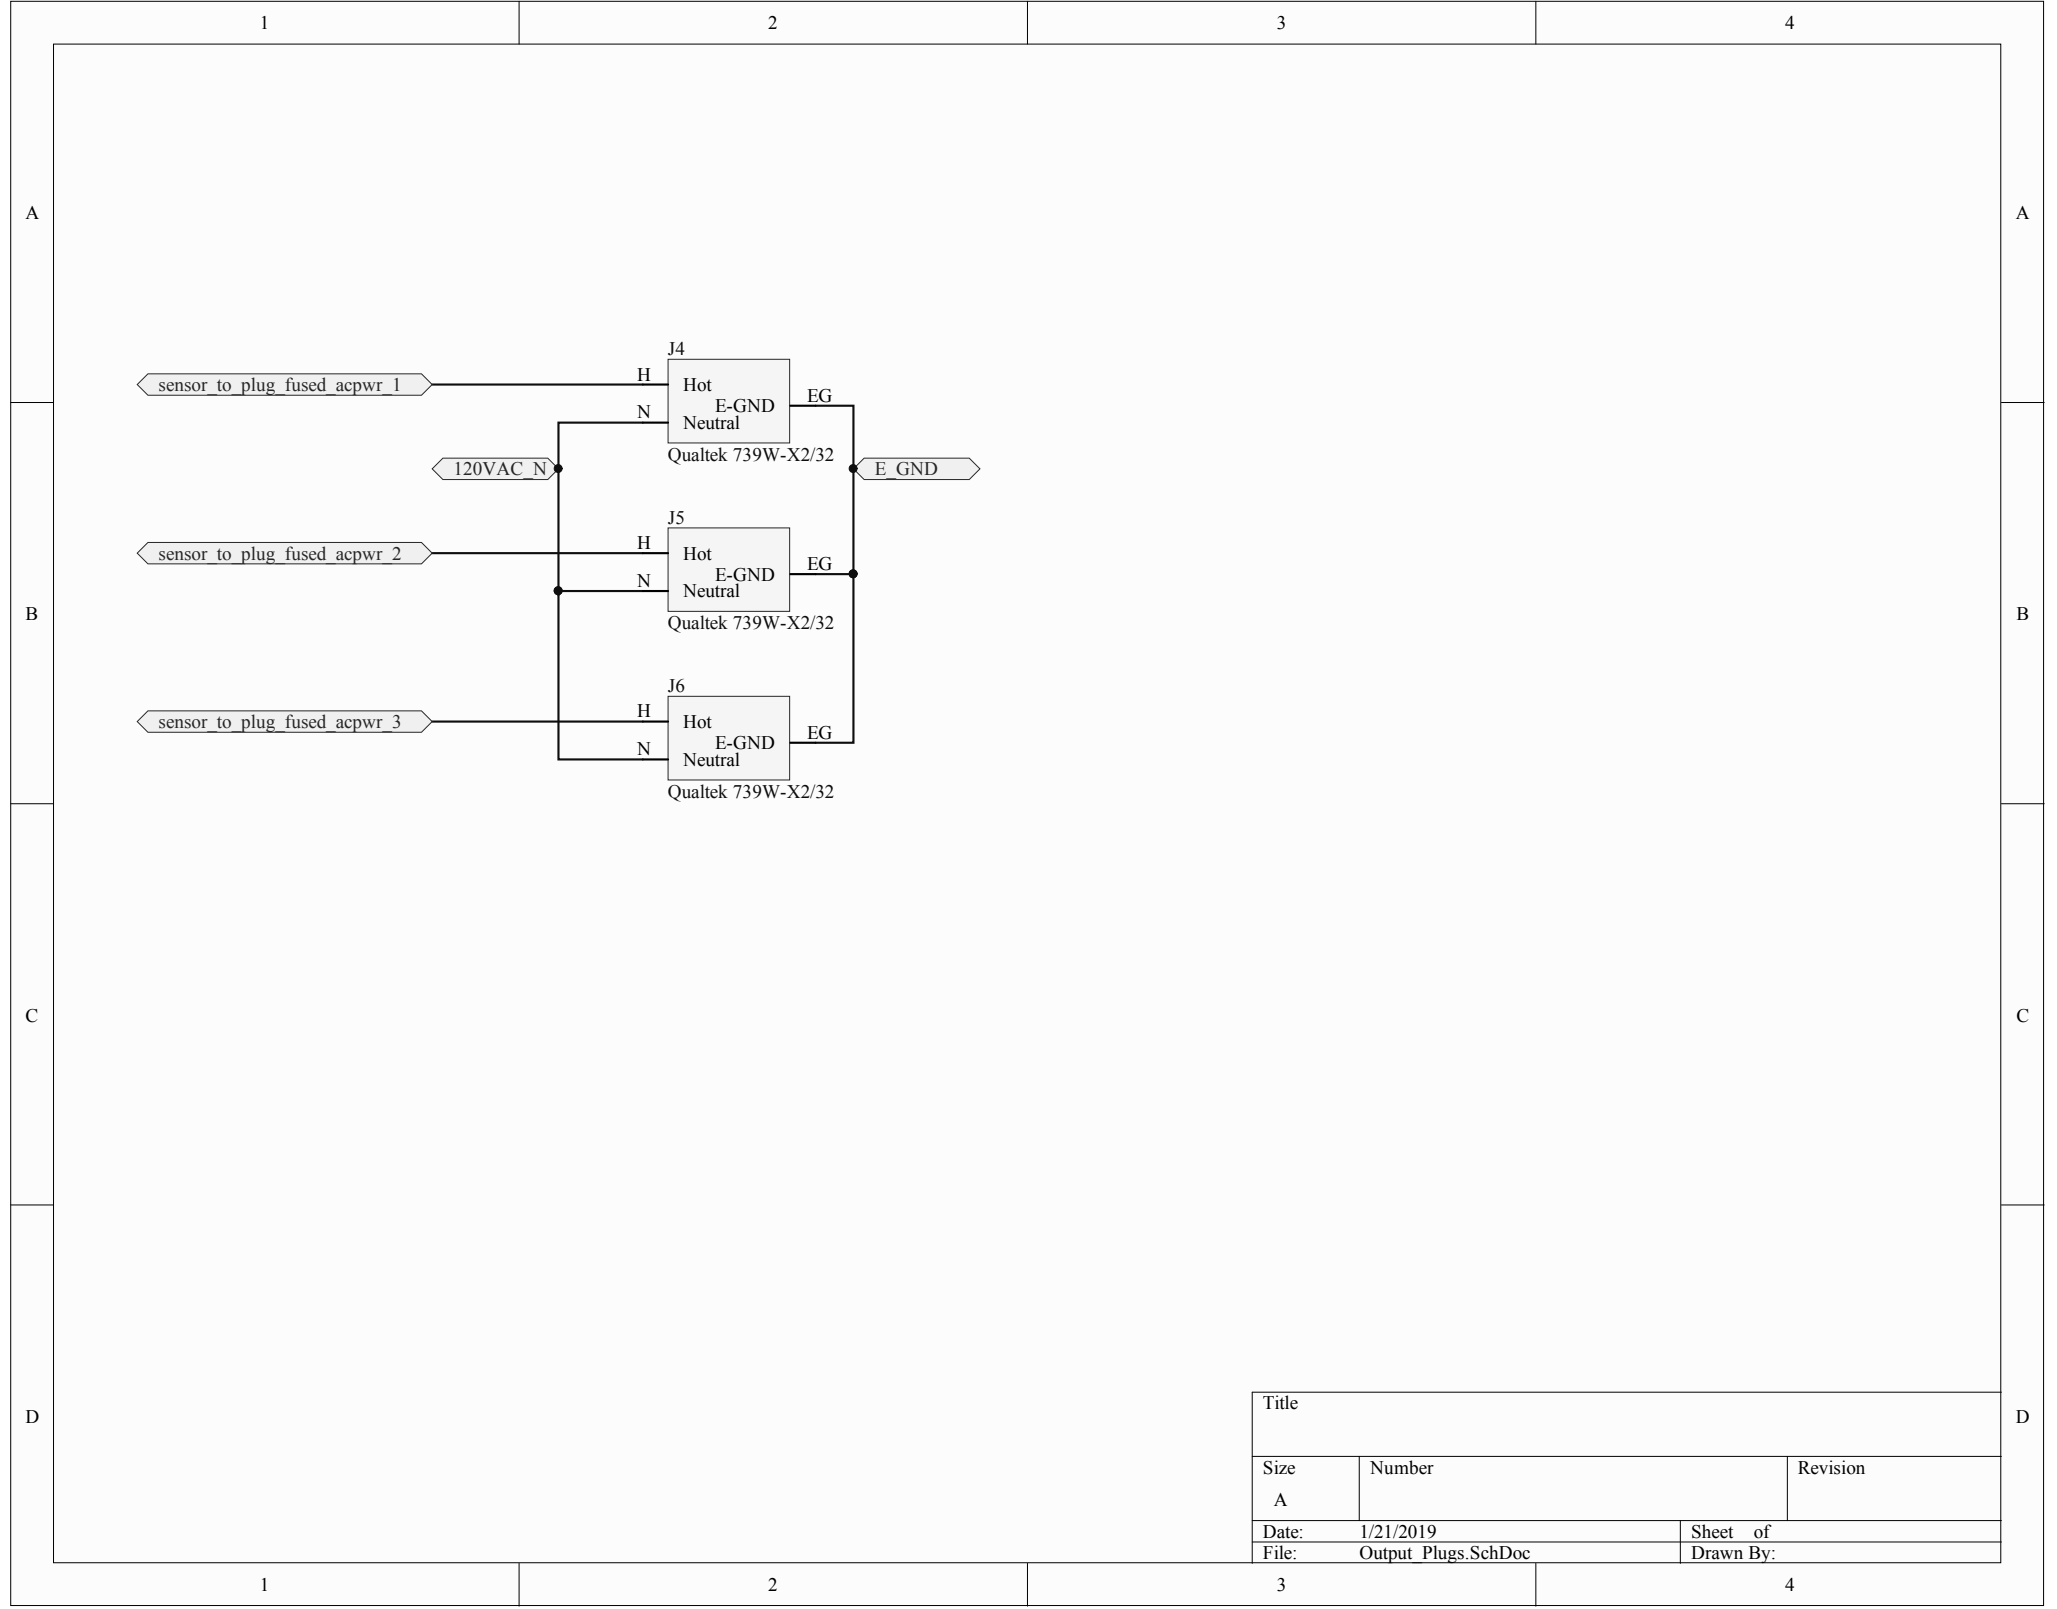 1 2 3 4
A A
J4
sensor_to_plug_fused_acpwr_1 H Hot
E-GND EG
N Neutral
Qualtek 739W-X2/32
120VAC_N E_GND
J5
sensor_to_plug_fused_acpwr_2 H Hot
E-GND EG
N Neutral
B B
Qualtek 739W-X2/32
J6
sensor_to_plug_fused_acpwr_3 H Hot
E-GND EG
N Neutral
Qualtek 739W-X2/32
C C
D D
Title
Size Number Revision
A
Date: 1/21/2019 Sheet of
File: Output_Plugs.SchDoc Drawn By:
1 2 3 4